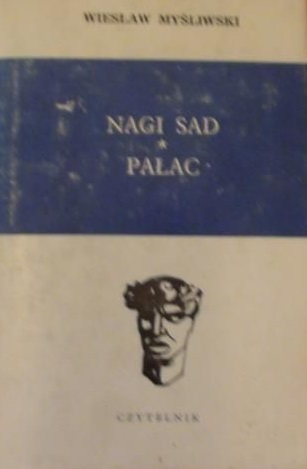 WIESŁAW MYŚLIWSKI
NAGI SAD
*
PAŁAC
CZYTELNIK